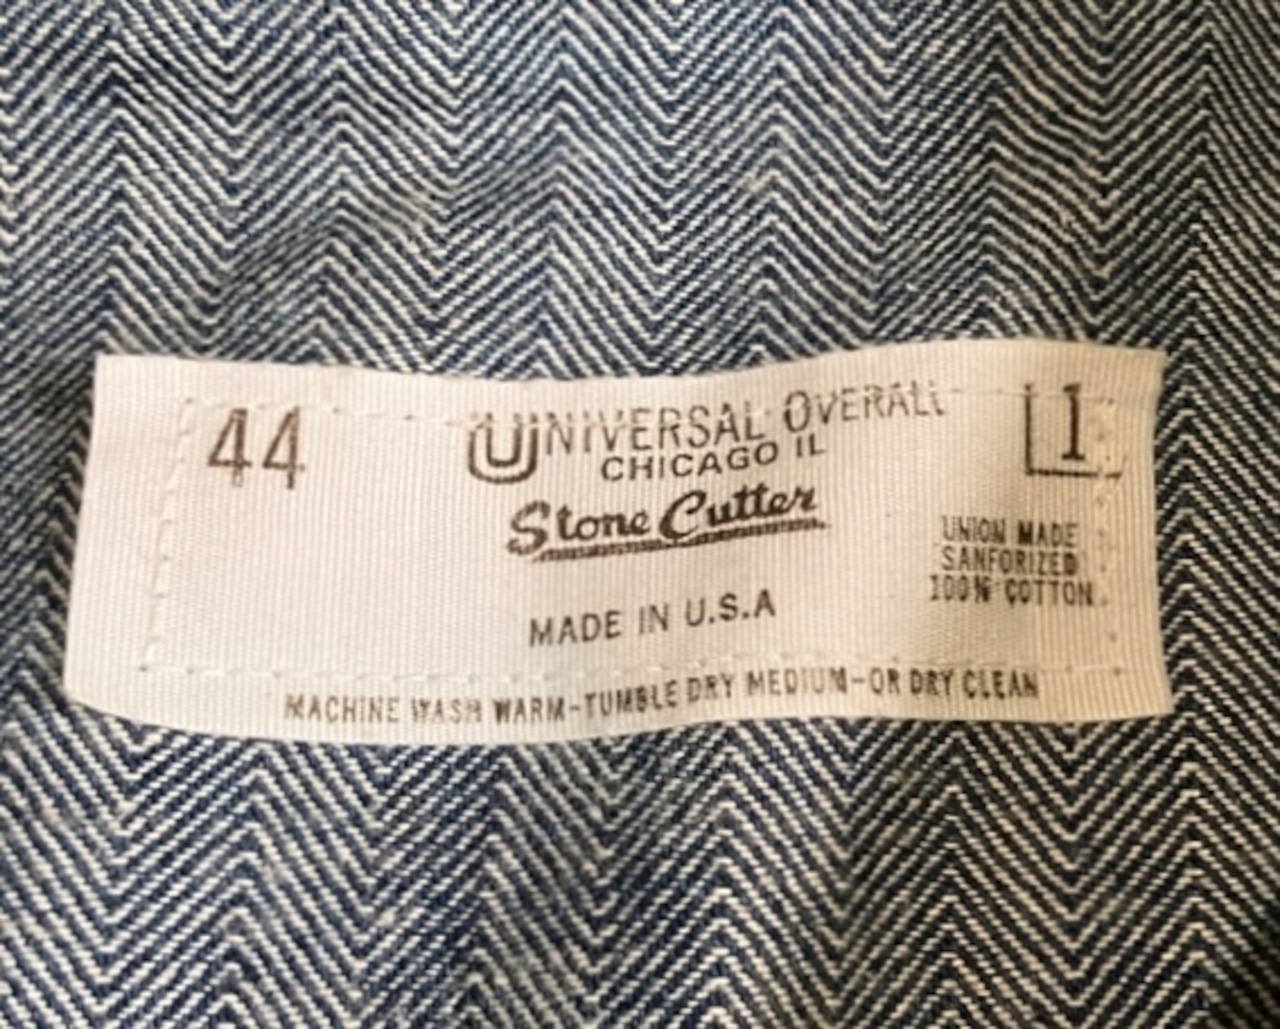 44
UNIVERSAL OVERALL
CHICAGO IL
Stone Cutter
MADE IN U.S.A
L1
UNION MADE
SANFORIZED
100% COTTON
MACHINE WASH WARM-TUMBLE DRY MEDIUM-OR DRY CLEAN